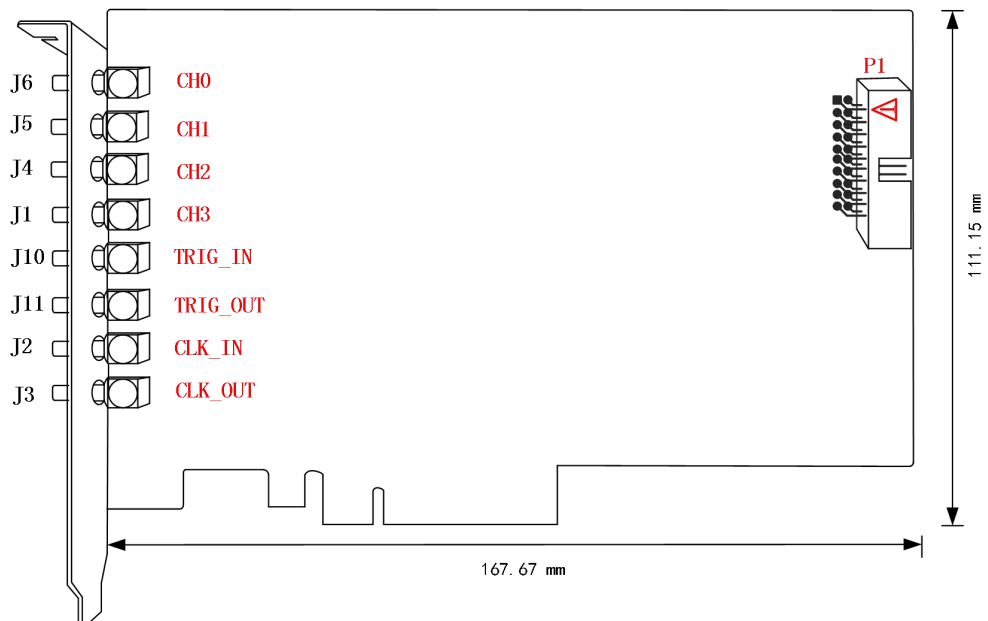 P1
J6 CH0
J5 CH1
J4 CH2
J1 CH3
J10 TRIG_IN
J11 TRIG_OUT
J2 CLK_IN
J3 CLK_OUT
111.15 mm
167.67 mm